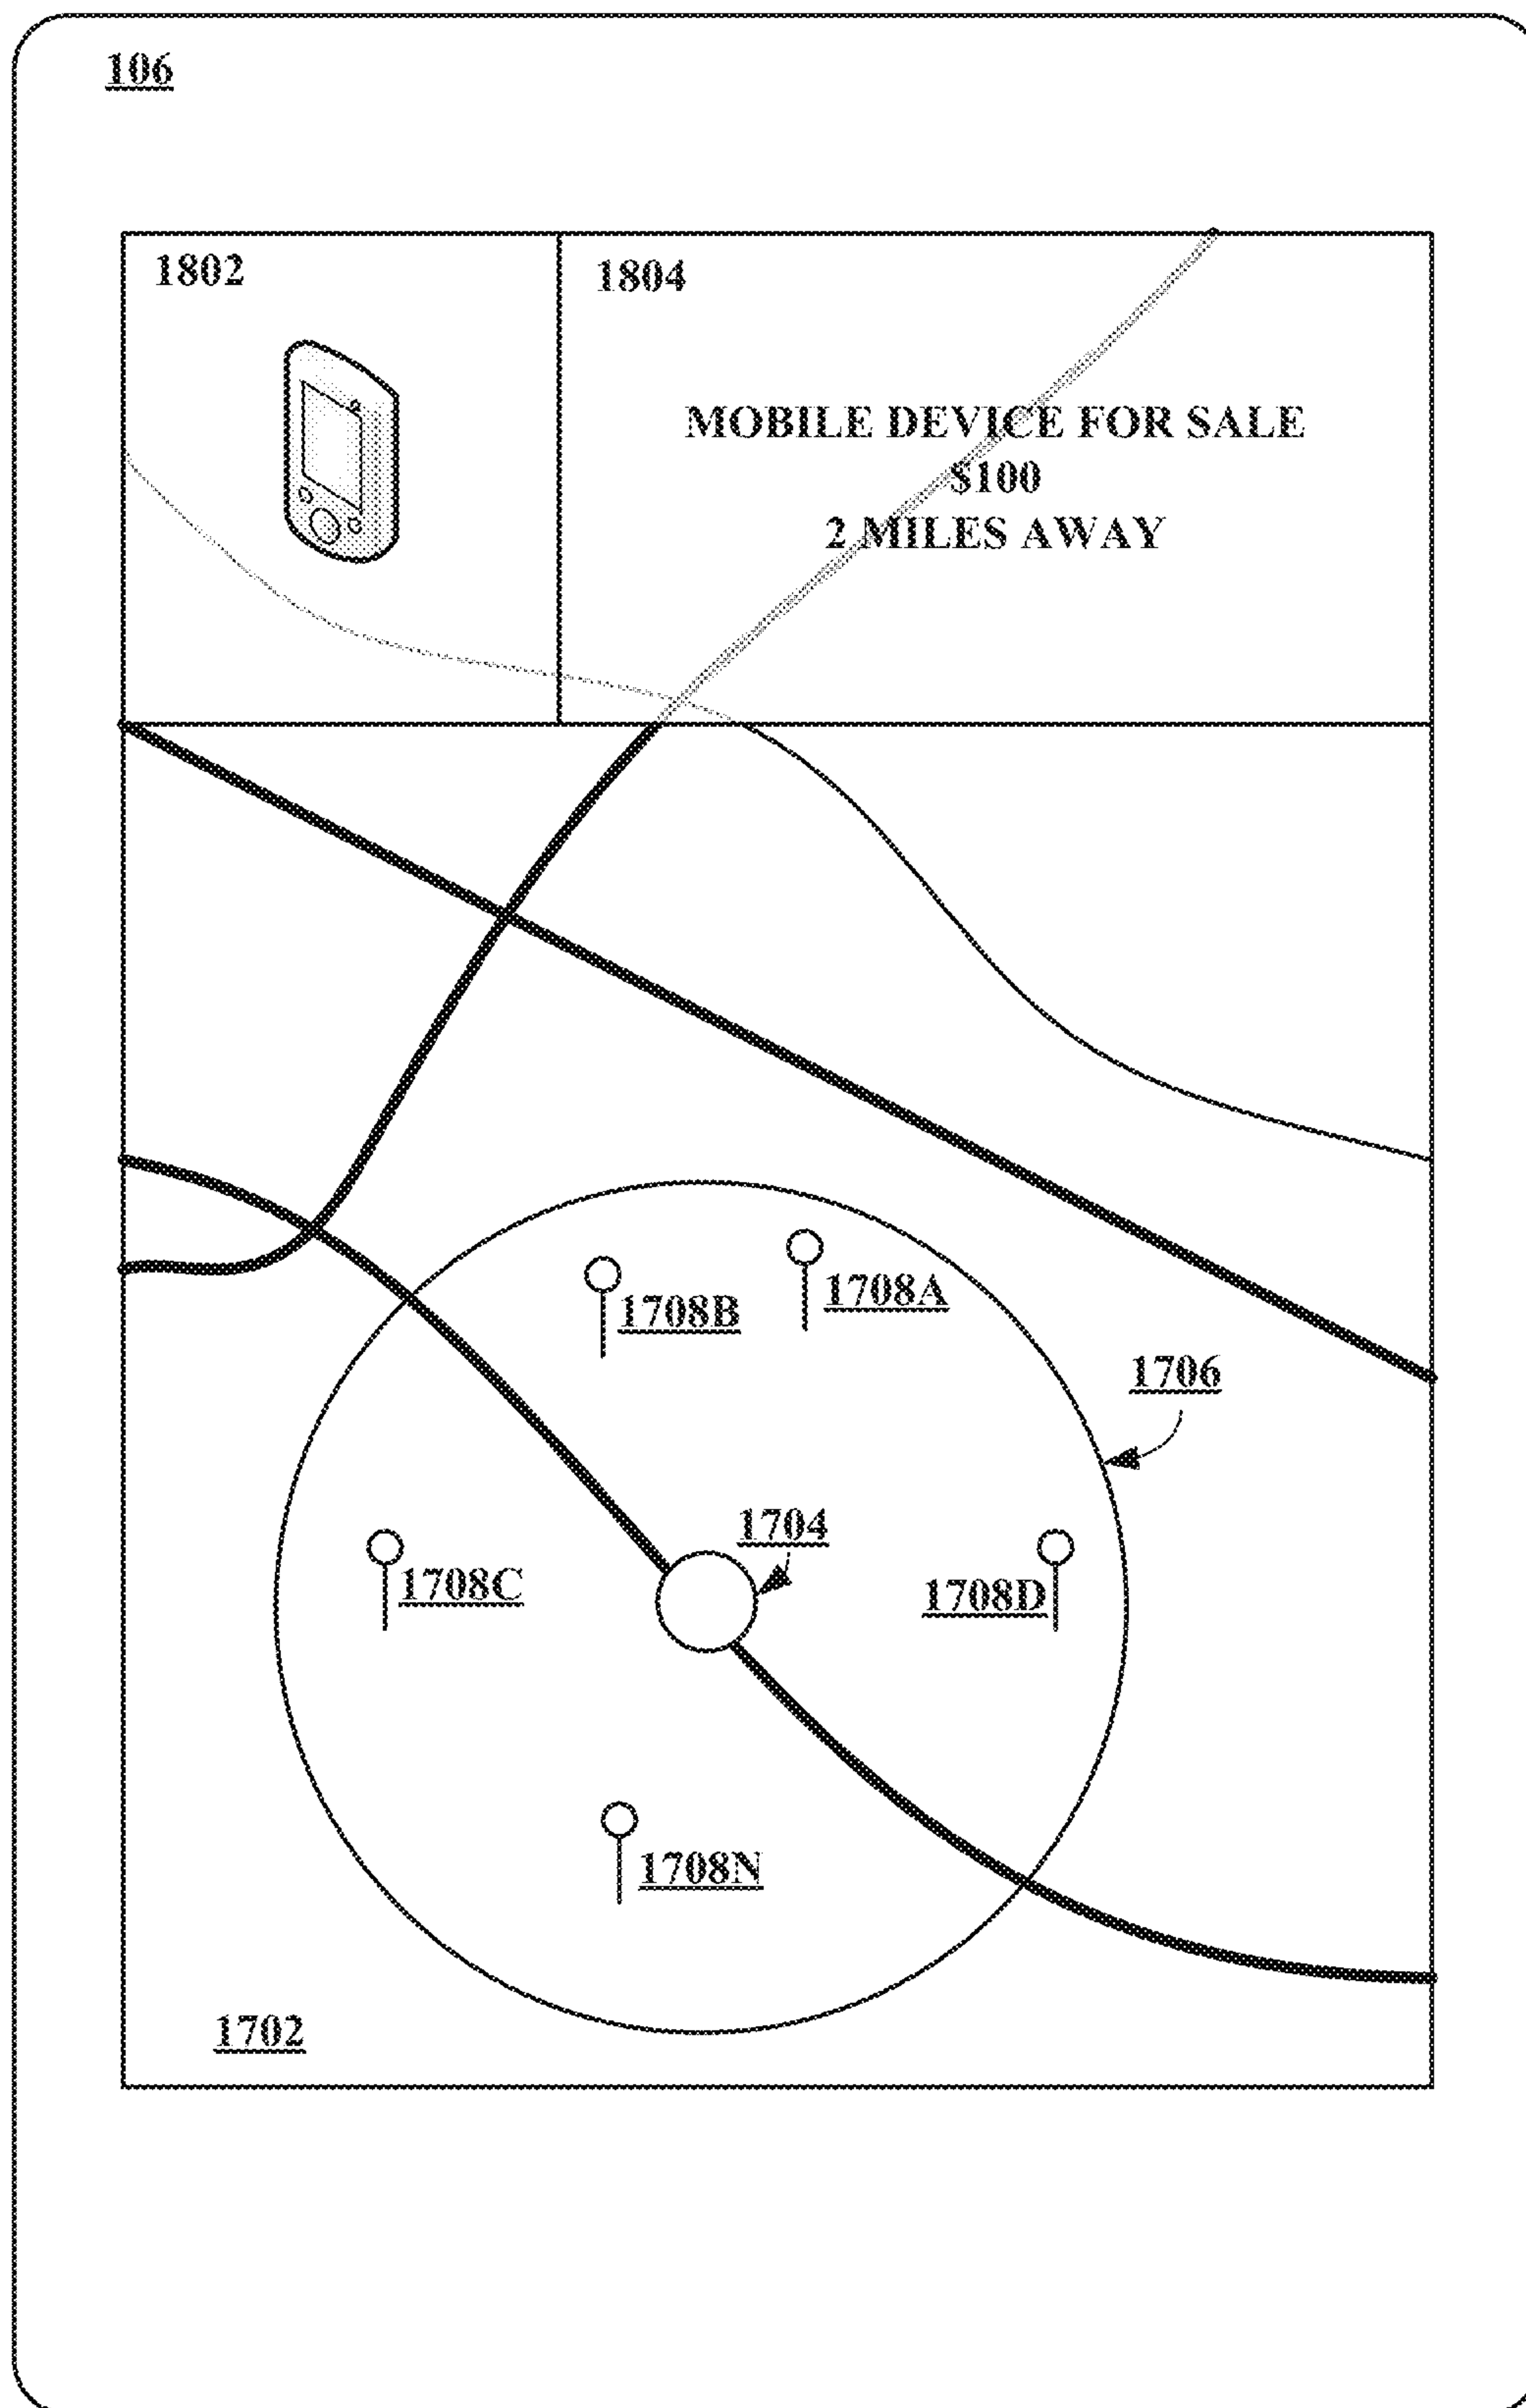 106
1802
1804
MOBILE DEVICE FOR SALE
$100
2 MILES AWAY
1708B
1708A
1706
1704
1708C
1708D
1708N
1702